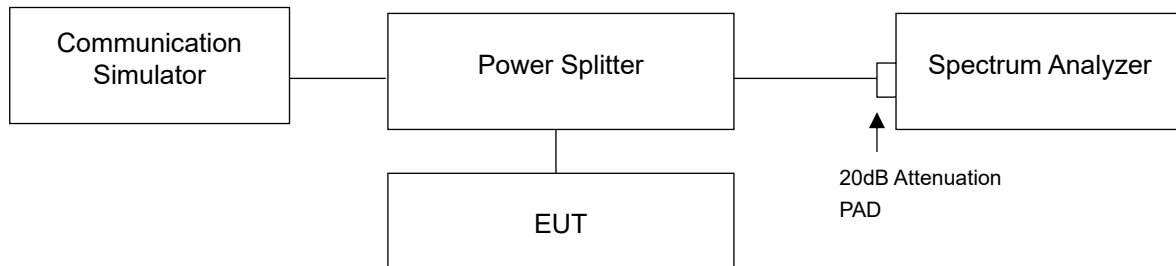 Communication
Simulator
Power Splitter
Spectrum Analyzer
20dB Attenuation
PAD
EUT